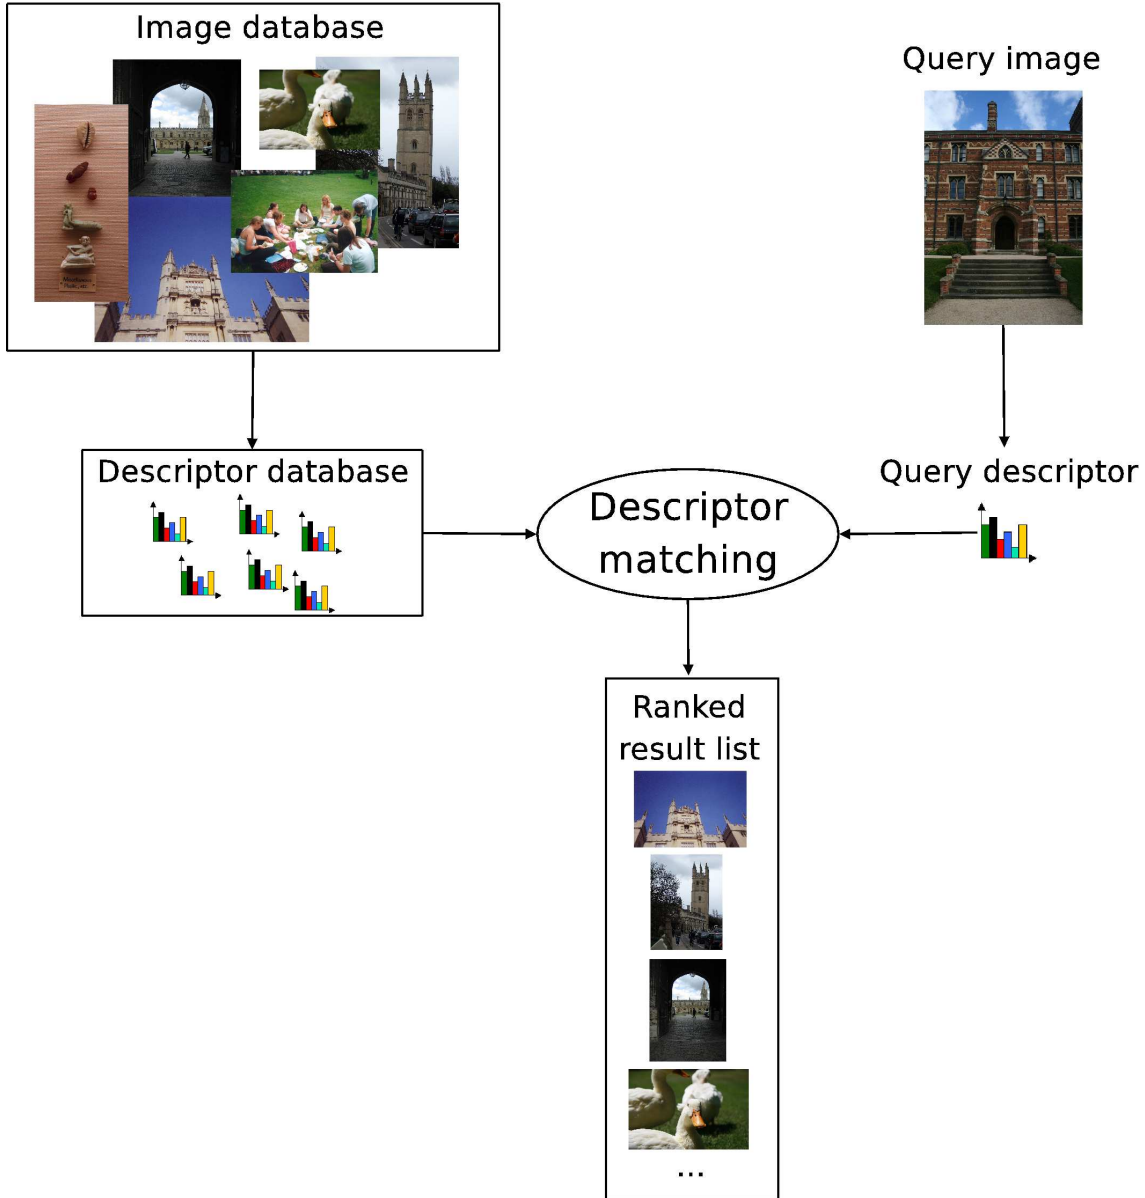 Image database
Query image
Descriptor database
Query descriptor
Descriptor
matching
Ranked
result list
...